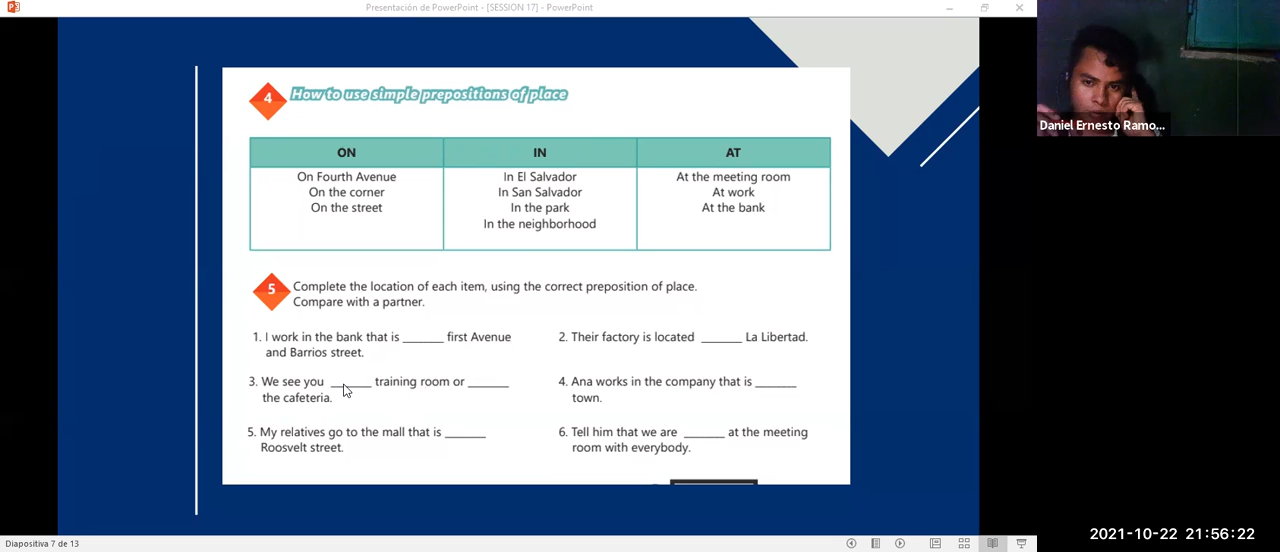 Presentación de PowerPoint - [SESSION 17] - PowerPoint
Daniel Ernesto Ramo...
4
How to use simple prepositions of place
ON IN AT
On Fourth Avenue In El Salvador At the meeting room
On the corner In San Salvador At work
On the street In the park At the bank
In the neighborhood
5
Complete the location of each item, using the correct preposition of place.
Compare with a partner.
1. I work in the bank that is ______ first Avenue
and Barrios street.
2. Their factory is located ______ La Libertad.
3. We see you ______ training room or ______
the cafeteria.
4. Ana works in the company that is ______
town.
5. My relatives go to the mall that is ______
Roosvelt street.
6. Tell him that we are ______ at the meeting
room with everybody.
2021-10-22 21:56:22
Diapositiva 7 de 13